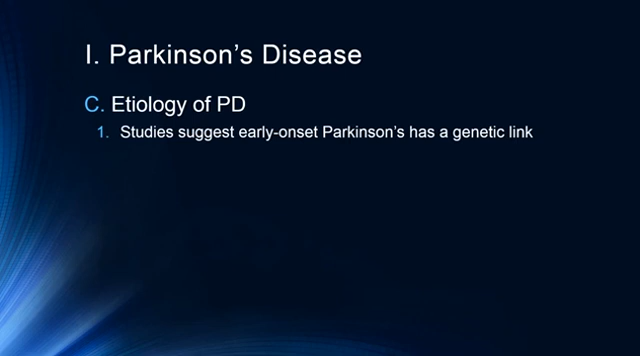 I. Parkinson’s Disease
C. Etiology of PD
1. Studies suggest early-onset Parkinson’s has a genetic link